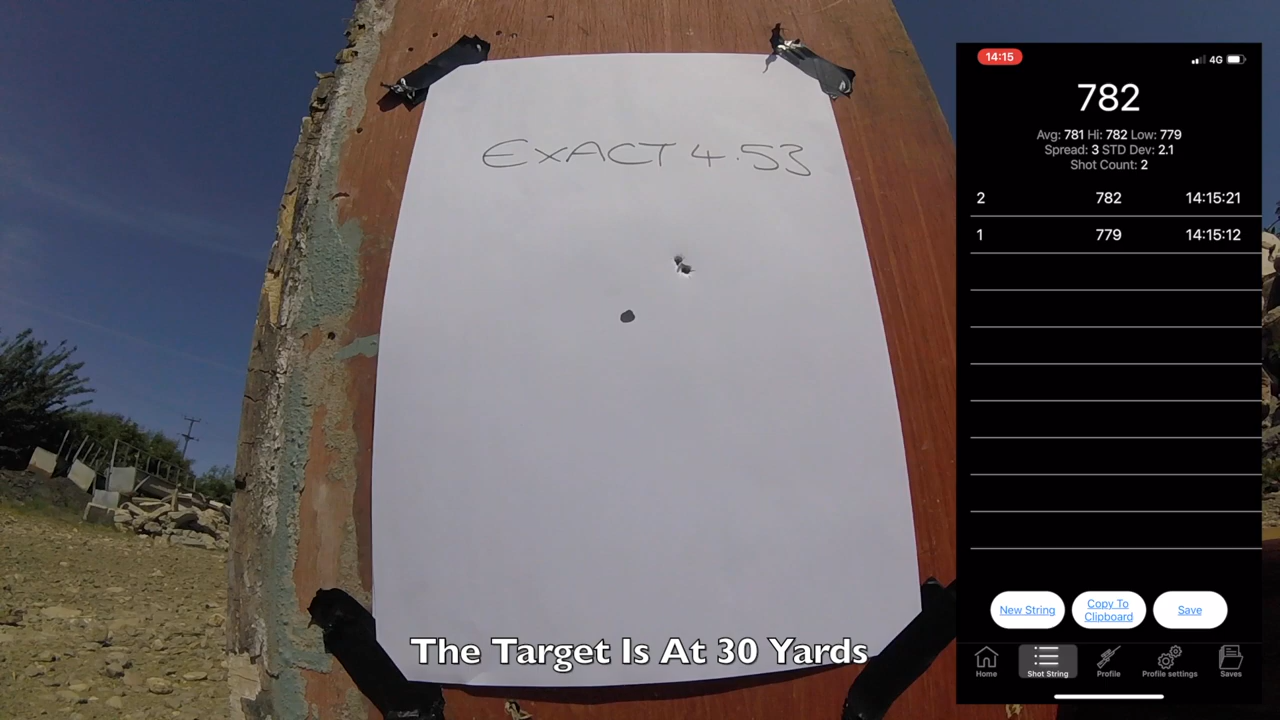 EXACT 4.53
14:15
4G
782
Avg: 781 Hi: 782 Low: 779
Spread: 3 STD Dev: 2.1
Shot Count: 2
2 782 14:15:21
1 779 14:15:12
New String
Copy To
Clipboard
Save
Home
Shot String
Profile
Profile settings
Saves
The Target Is At 30 Yards